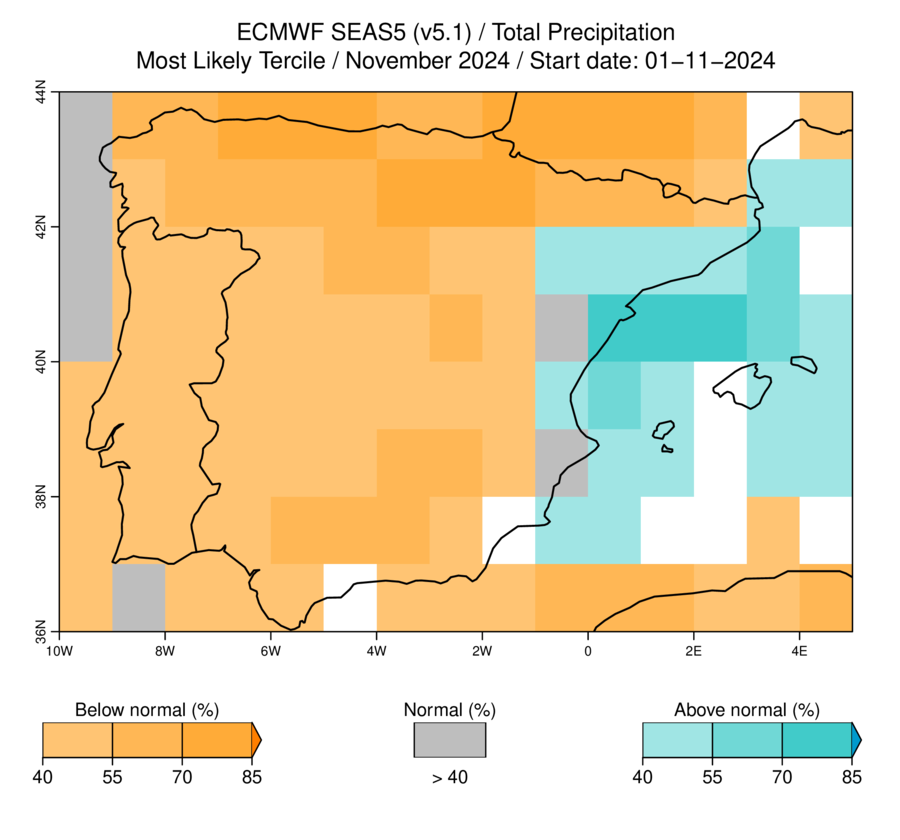 ECMWF SEAS5 (v5.1) / Total Precipitation
Most Likely Tercile / November 2024 / Start date: 01−11−2024
44N
42N
40N
38N
36N
10W 8W 6W 4W 2W 0 2E 4E
Below normal (%) Normal (%) Above normal (%)
40 55 70 85 > 40 40 55 70 85